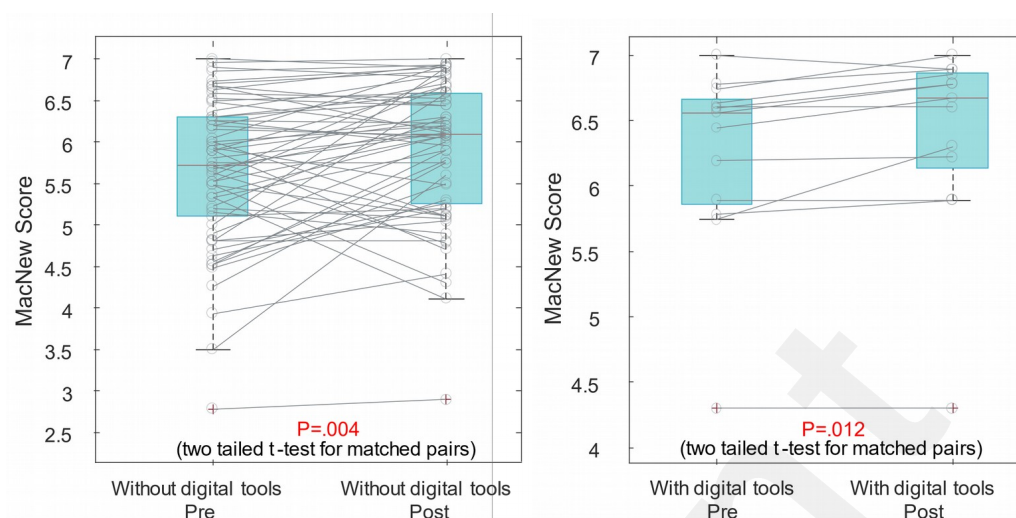 MacNew Score
7
6.5
6
5.5
5
4.5
4
3.5
3
2.5
P=.004
(two tailed t-test for matched pairs)
Without digital tools
Pre
Without digital tools
Post
MacNew Score
7
6.5
6
5.5
5
4.5
4
P=.012
(two tailed t-test for matched pairs)
With digital tools
Pre
With digital tools
Post